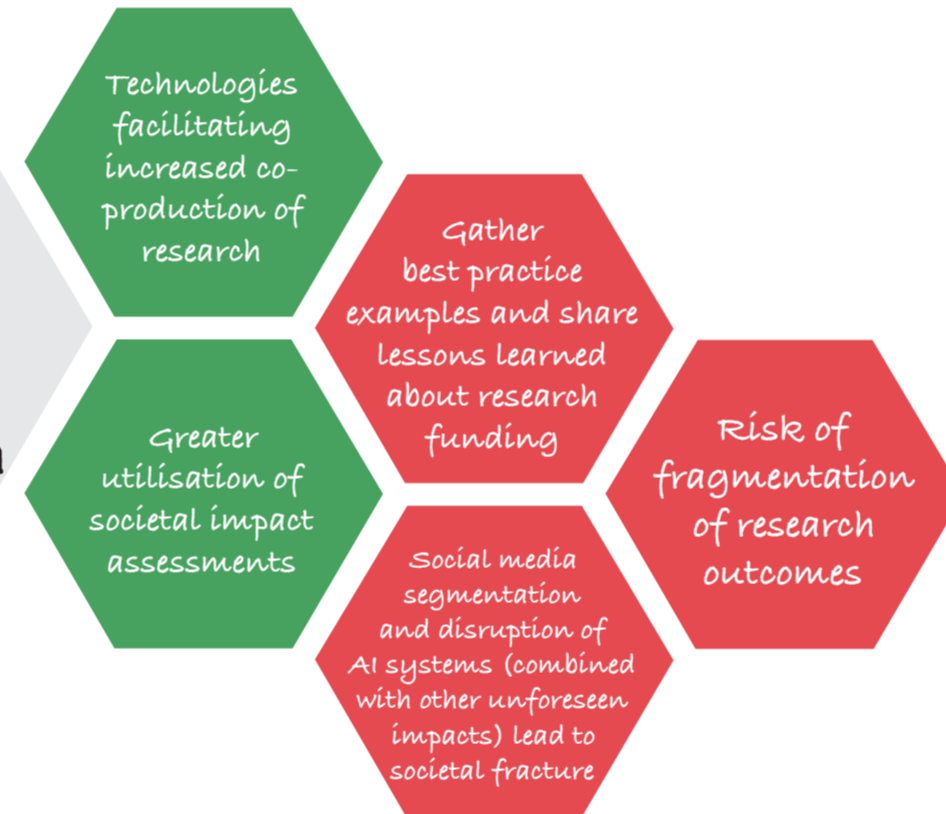 Technologies
facilitating
increased co-
production of
research
Greater
utilisation of
societal impact
assessments
Gather
best practice
examples and share
lessons learned
about research
funding
Social media
segmentation
and disruption of
AI systems (combined
with other unforeseen
impacts) lead to
societal fracture
Risk of
fragmentation
of research
outcomes